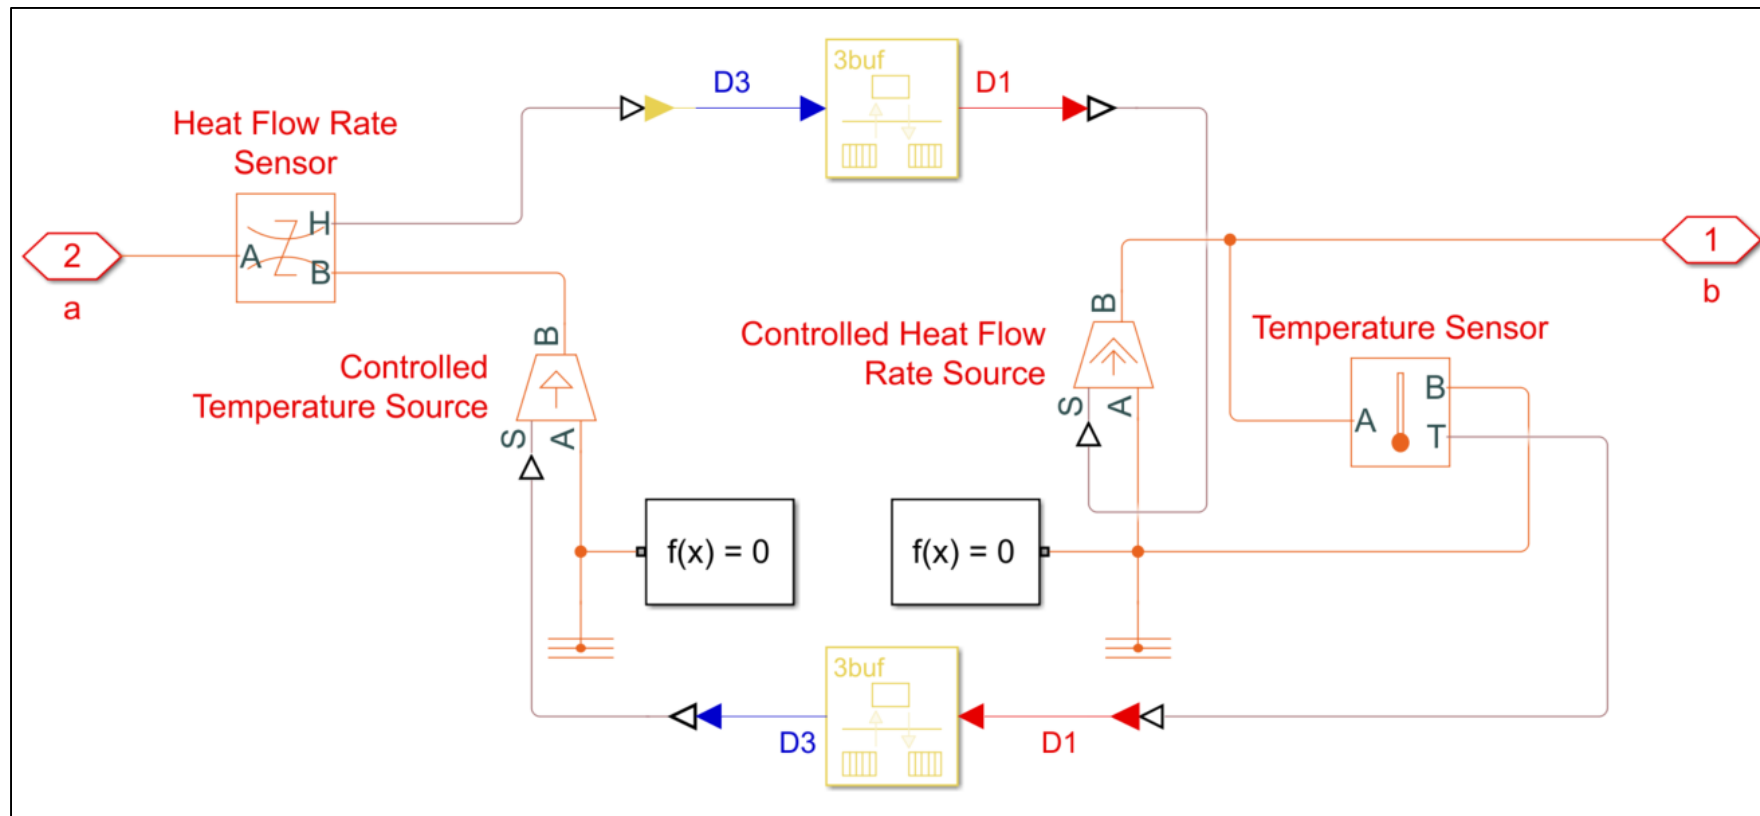 3buf
D3
D1
Heat Flow Rate
Sensor
H
A
B
2
a
1
b
B
Controlled Heat Flow
Rate Source
S
A
Temperature Sensor
B
A
T
B
Controlled
Temperature Source
S
A
f(x) = 0
f(x) = 0
3buf
D3
D1